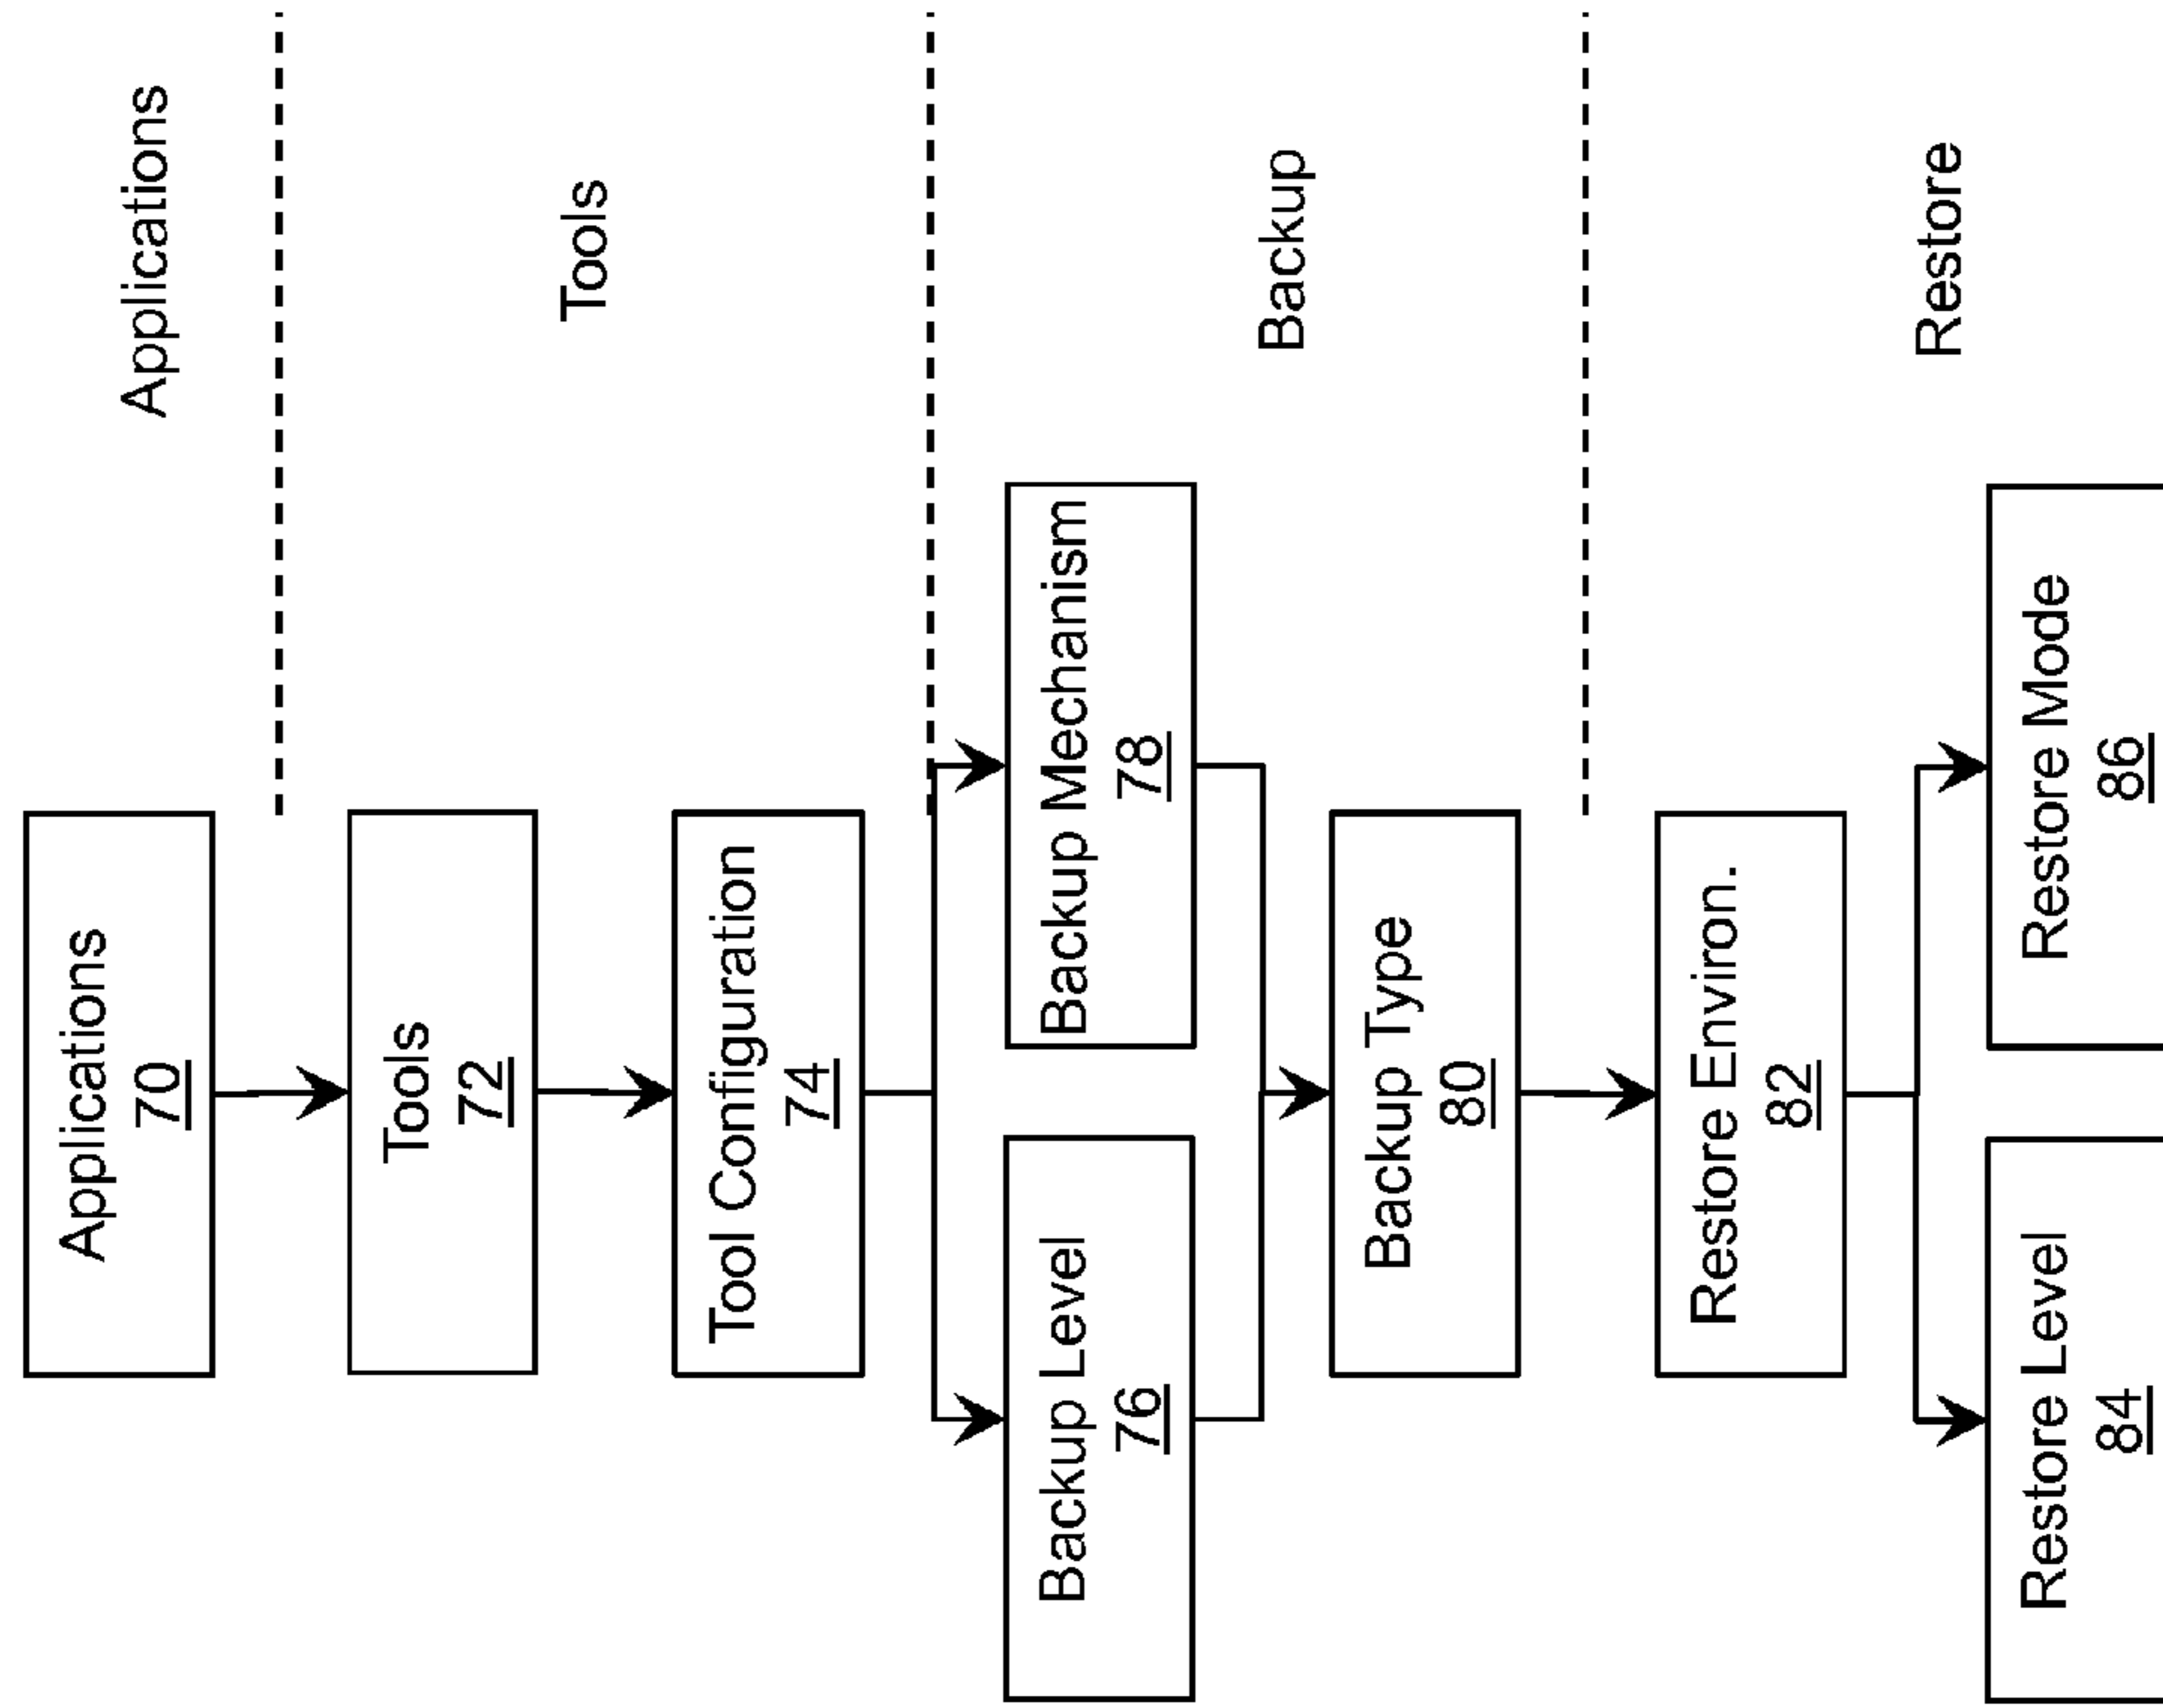 Applications
70
Applications
Tools
72
Tools
Tool Configuration
74
Backup Level
76
Backup Mechanism
78
Backup
Backup Type
80
Restore Environ.
82
Restore
Restore Level
84
Restore Mode
86